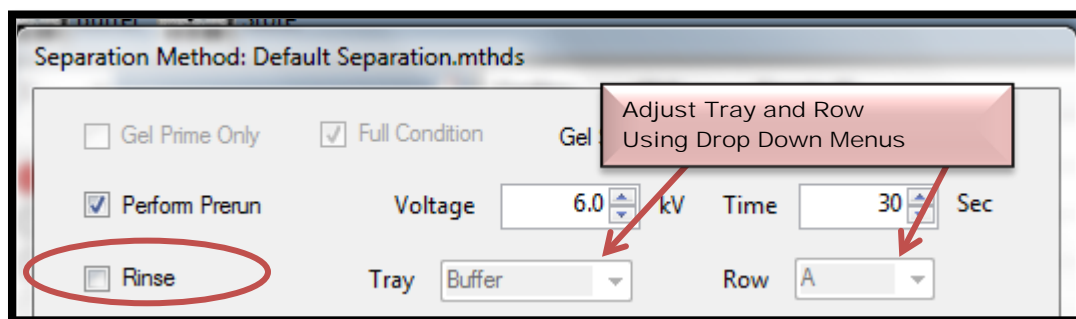 Separation Method: Default Separation.mthds
Gel Prime Only Full Condition Gel
Adjust Tray and Row
Using Drop Down Menus
Perform Prerun Voltage 6.0 kV Time 30 Sec
Rinse Tray Buffer Row A